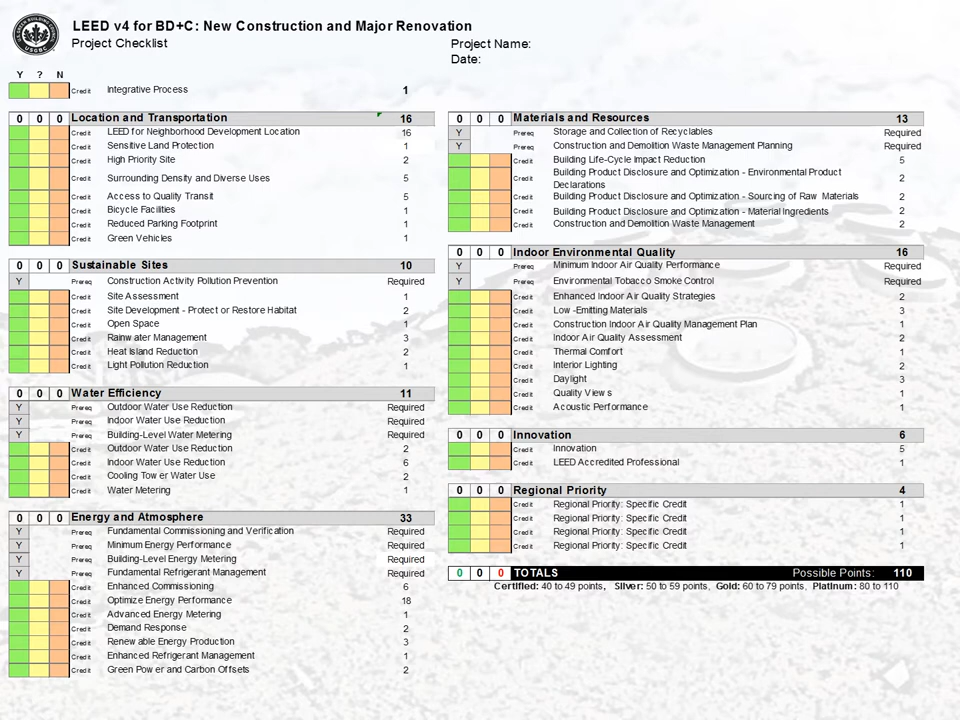 LEED v4 for BD+C: New Construction and Major Renovation
Project Checklist
Project Name:
Date:
Y ? N
Credit Integrative Process 1
0 0 0 Location and Transportation 16
Credit LEED for Neighborhood Development Location 16
Credit Sensitive Land Protection 1
Credit High Priority Site 2
Credit Surrounding Density and Diverse Uses 5
Credit Access to Quality Transit 5
Credit Bicycle Facilities 1
Credit Reduced Parking Footprint 1
Credit Green Vehicles 1
0 0 0 Sustainable Sites 10
Y Prereq Construction Activity Pollution Prevention Required
Credit Site Assessment 1
Credit Site Development - Protect or Restore Habitat 2
Credit Open Space 1
Credit Rainwater Management 3
Credit Heat Island Reduction 2
Credit Light Pollution Reduction 1
0 0 0 Water Efficiency 11
Y Prereq Outdoor Water Use Reduction Required
Y Prereq Indoor Water Use Reduction Required
Y Prereq Building-Level Water Metering Required
Credit Outdoor Water Use Reduction 2
Credit Indoor Water Use Reduction 6
Credit Cooling Tower Water Use 2
Credit Water Metering 1
0 0 0 Energy and Atmosphere 33
Y Prereq Fundamental Commissioning and Verification Required
Y Prereq Minimum Energy Performance Required
Y Prereq Building-Level Energy Metering Required
Y Prereq Fundamental Refrigerant Management Required
Credit Enhanced Commissioning 6
Credit Optimize Energy Performance 18
Credit Advanced Energy Metering 1
Credit Demand Response 2
Credit Renewable Energy Production 3
Credit Enhanced Refrigerant Management 1
Credit Green Power and Carbon Offsets 2
0 0 0 Materials and Resources 13
Y Prereq Storage and Collection of Recyclables Required
Y Prereq Construction and Demolition Waste Management Planning Required
Credit Building Life-Cycle Impact Reduction 5
Credit Building Product Disclosure and Optimization - Environmental Product
Declarations 2
Credit Building Product Disclosure and Optimization - Sourcing of Raw Materials 2
Credit Building Product Disclosure and Optimization - Material Ingredients 2
Credit Construction and Demolition Waste Management 2
0 0 0 Indoor Environmental Quality 16
Y Prereq Minimum Indoor Air Quality Performance Required
Y Prereq Environmental Tobacco Smoke Control Required
Credit Enhanced Indoor Air Quality Strategies 2
Credit Low-Emitting Materials 3
Credit Construction Indoor Air Quality Management Plan 1
Credit Indoor Air Quality Assessment 2
Credit Thermal Comfort 1
Credit Interior Lighting 2
Credit Daylight 3
Credit Quality Views 1
Credit Acoustic Performance 1
0 0 0 Innovation 6
Credit Innovation 5
Credit LEED Accredited Professional 1
0 0 0 Regional Priority 4
Credit Regional Priority: Specific Credit 1
Credit Regional Priority: Specific Credit 1
Credit Regional Priority: Specific Credit 1
Credit Regional Priority: Specific Credit 1
0 0 0 TOTALS Possible Points: 110
Certified: 40 to 49 points, Silver: 50 to 59 points, Gold: 60 to 79 points, Platinum: 80 to 110